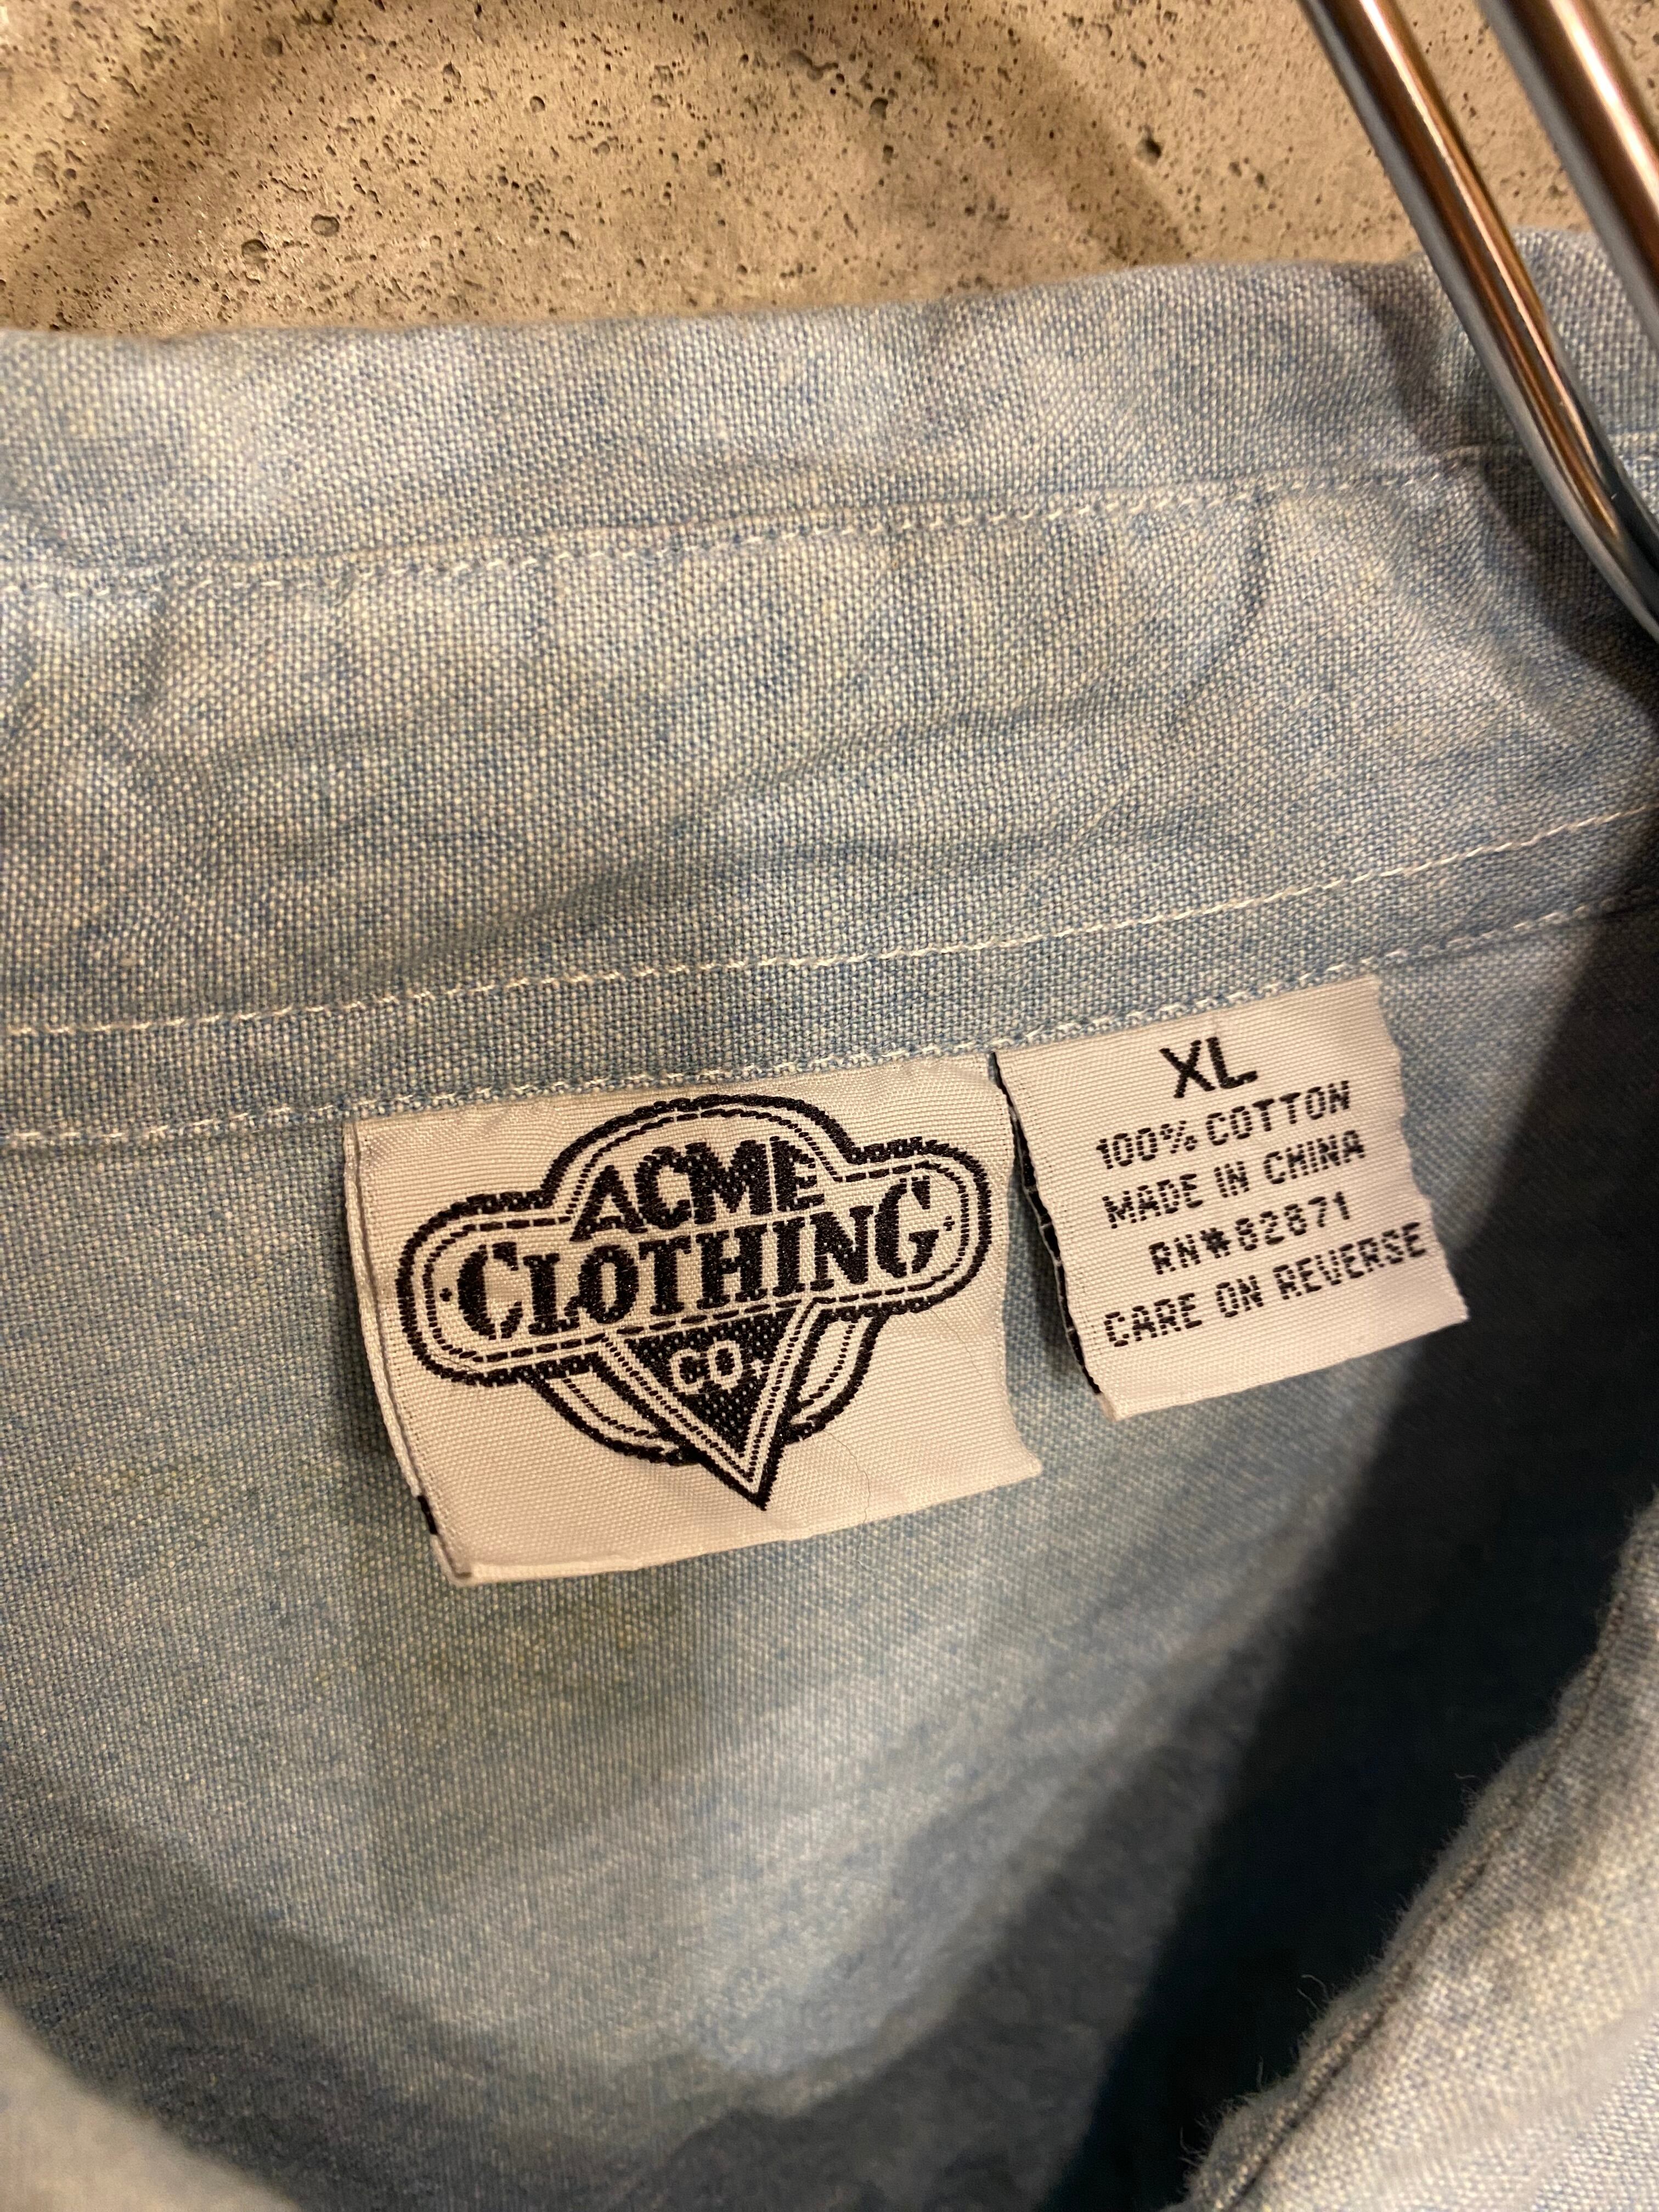 ACME
CLOTHING
CO.
XL
100% COTTON
MADE IN CHINA
RN#82871
CARE ON REVERSE